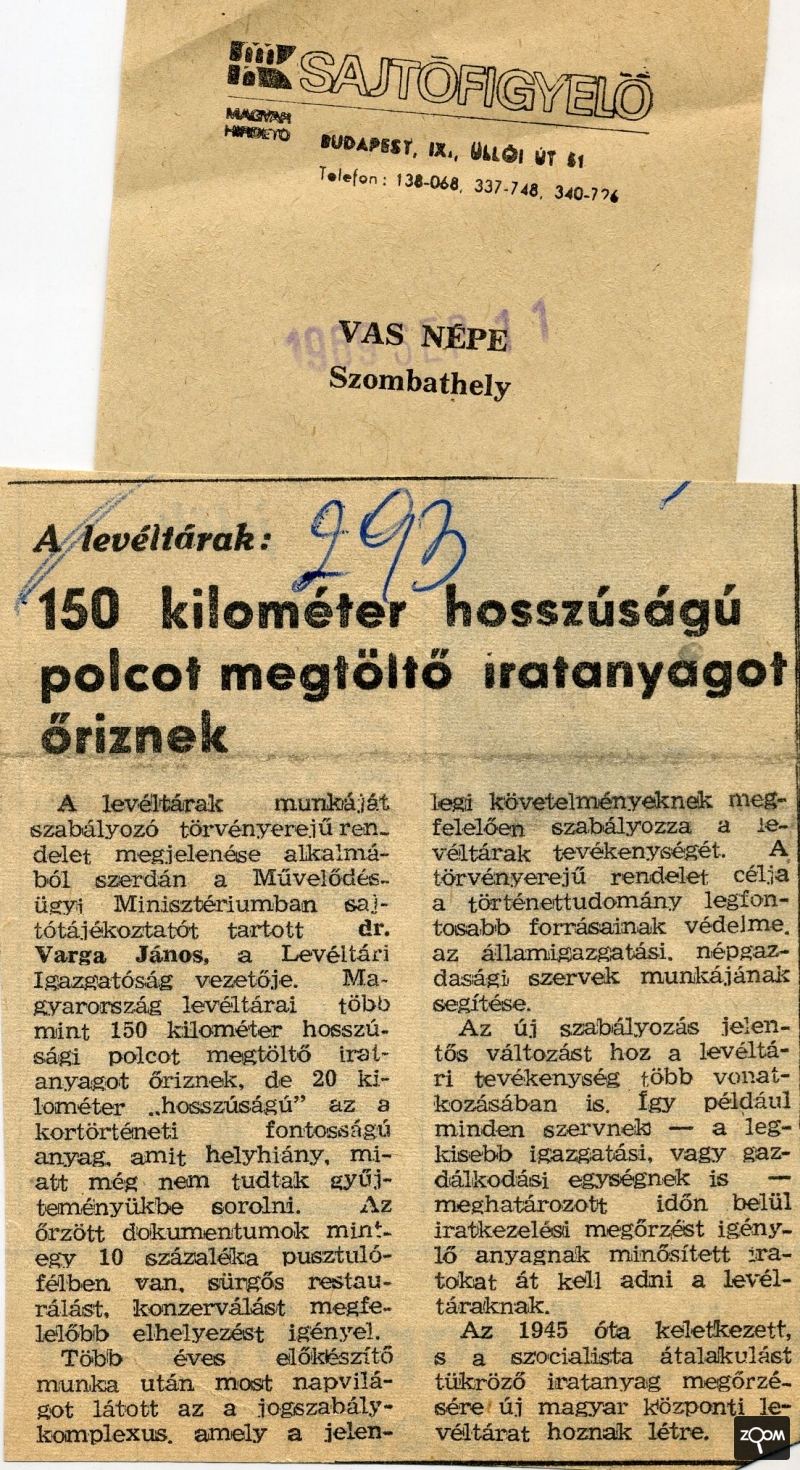 SAJTÓFIGYELŐ
MAGYAR
HIRDETŐ
BUDAPEST, IX., ÜLLŐI ÚT 51
Telefon: 138-068, 337-748, 340-776
1969 SEP 11
VAS NÉPE
Szombathely
293
A levéltárak:
150 kilométer hosszúságú
polcot megtöltő iratanyagot
őriznek
A levéltárak munkáját
szabályozó törvényerejű ren-
delet megjelenése alkalmá-
ból szerdán a Művelődés-
ügyi Minisztériumban saj-
tótájékoztatót tartott dr.
Varga János, a Levéltári
Igazgatóság vezetője. Ma-
gyarország levéltárai több
mint 150 kilométer hosszú-
sági polcot megtöltő irat-
anyagot őriznek, de 20 ki-
lométer „hosszúságú” az a
kortörténeti fontosságú
anyag, amit helyhiány, mi-
att még nem tudtak gyűj-
teményükbe sorolni. Az
őrzött dokumentumok mint-
egy 10 százaléka pusztuló-
félben van, sürgős restau-
rálást, konzerválást megfe-
lelőbb elhelyezést igényel.
Több éves előkészítő
munka után most napvilá-
got látott az a jogszabály-
komplexus, amely a jelen-
legi követelményeknek meg-
felelően szabályozza a le-
véltárak tevékenységét. A
törvényerejű rendelet célja
a történettudomány legfon-
tosabb forrásainak védelme,
az államigazgatási, népgaz-
dasági szervek munkájának
segítése.
Az új szabályozás jelen-
tős változást hoz a levéltá-
ri tevékenység több vonat-
kozásában is. Így például
minden szervnek — a leg-
kisebb igazgatási, vagy gaz-
dálkodási egységnek is —
meghatározott időn belül
iratkezelési megőrzést igény-
lő anyagnak minősített ira-
tokat át kell adni a levél-
táraknak.
Az 1945 óta keletkezett,
s a szocialista átalakulást
tükröző iratanyag megőrzé-
sére új magyar központi le-
véltárat hoznak létre.
ZOOM